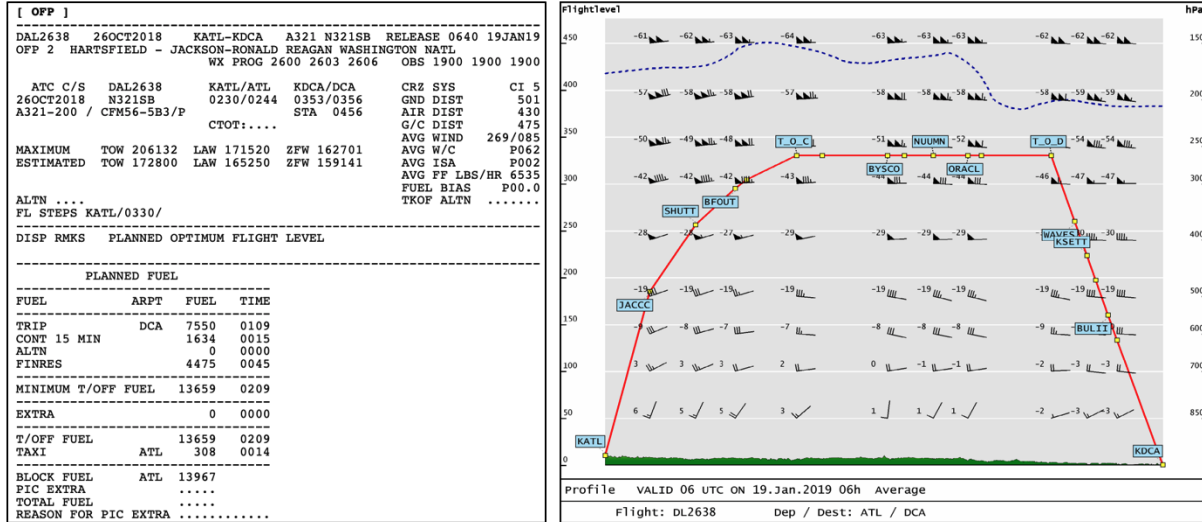 [ OFP ]
DAL2638 26OCT2018 KATL-KDCA A321 N321SB RELEASE 0640 19JAN19
OFP 2 HARTSFIELD - JACKSON-RONALD REAGAN WASHINGTON NATL
WX PROG 2600 2603 2606 OBS 1900 1900 1900
ATC C/S DAL2638 KATL/ATL KDCA/DCA CRZ SYS CI 5
26OCT2018 N321SB 0230/0244 0353/0356 GND DIST 501
A321-200 / CFM56-5B3/P STA 0456 AIR DIST 430
CTOT:.... G/C DIST 475
AVG WIND 269/085
MAXIMUM TOW 206132 LAW 171520 ZFW 162701 AVG W/C P062
ESTIMATED TOW 172800 LAW 165250 ZFW 159141 AVG ISA P002
AVG FF LBS/HR 6535
FUEL BIAS P00.0
ALTN .... TKOF ALTN .......
FL STEPS KATL/0330/
DISP RMKS PLANNED OPTIMUM FLIGHT LEVEL
PLANNED FUEL
FUEL ARPT FUEL TIME
TRIP DCA 7550 0109
CONT 15 MIN 1634 0015
ALTN 0 0000
FINRES 4475 0045
MINIMUM T/OFF FUEL 13659 0209
EXTRA 0 0000
T/OFF FUEL 13659 0209
TAXI ATL 308 0014
BLOCK FUEL ATL 13967
PIC EXTRA .....
TOTAL FUEL .....
REASON FOR PIC EXTRA ............
Flightlevel hPa
450 -61 -62 -63 -64 -63 -63 -63 -62 -62 -62 150
400
-57 -58 -58 -57 -58 -58 -58 -58 -59 -59 200
350
-50 -49 -48 T_O_C -51 NUUMN -52 T_O_D -54 -54 250
BYSCO ORACL
300 -42 -42 -42 -43 -44 -44 -44 -46 -47 -47 300
BFOUT
SHUTT
250
-28 -28 -27 -29 -29 -29 -29 WAVES -30 400
KSETT
200
-19 -19 -19 -19 -19 -19 -19 -19 -19 -19 500
JACCC
150
-9 -8 -7 -7 -8 -8 -8 -9 600
BULII
100 3 3 3 2 0 -1 -1 -2 -3 -3 700
50 6 5 5 3 1 1 1 -2 -3 -3 850
KATL
KDCA
0
Profile VALID 06 UTC ON 19.Jan.2019 06h Average
Flight: DL2638 Dep / Dest: ATL / DCA